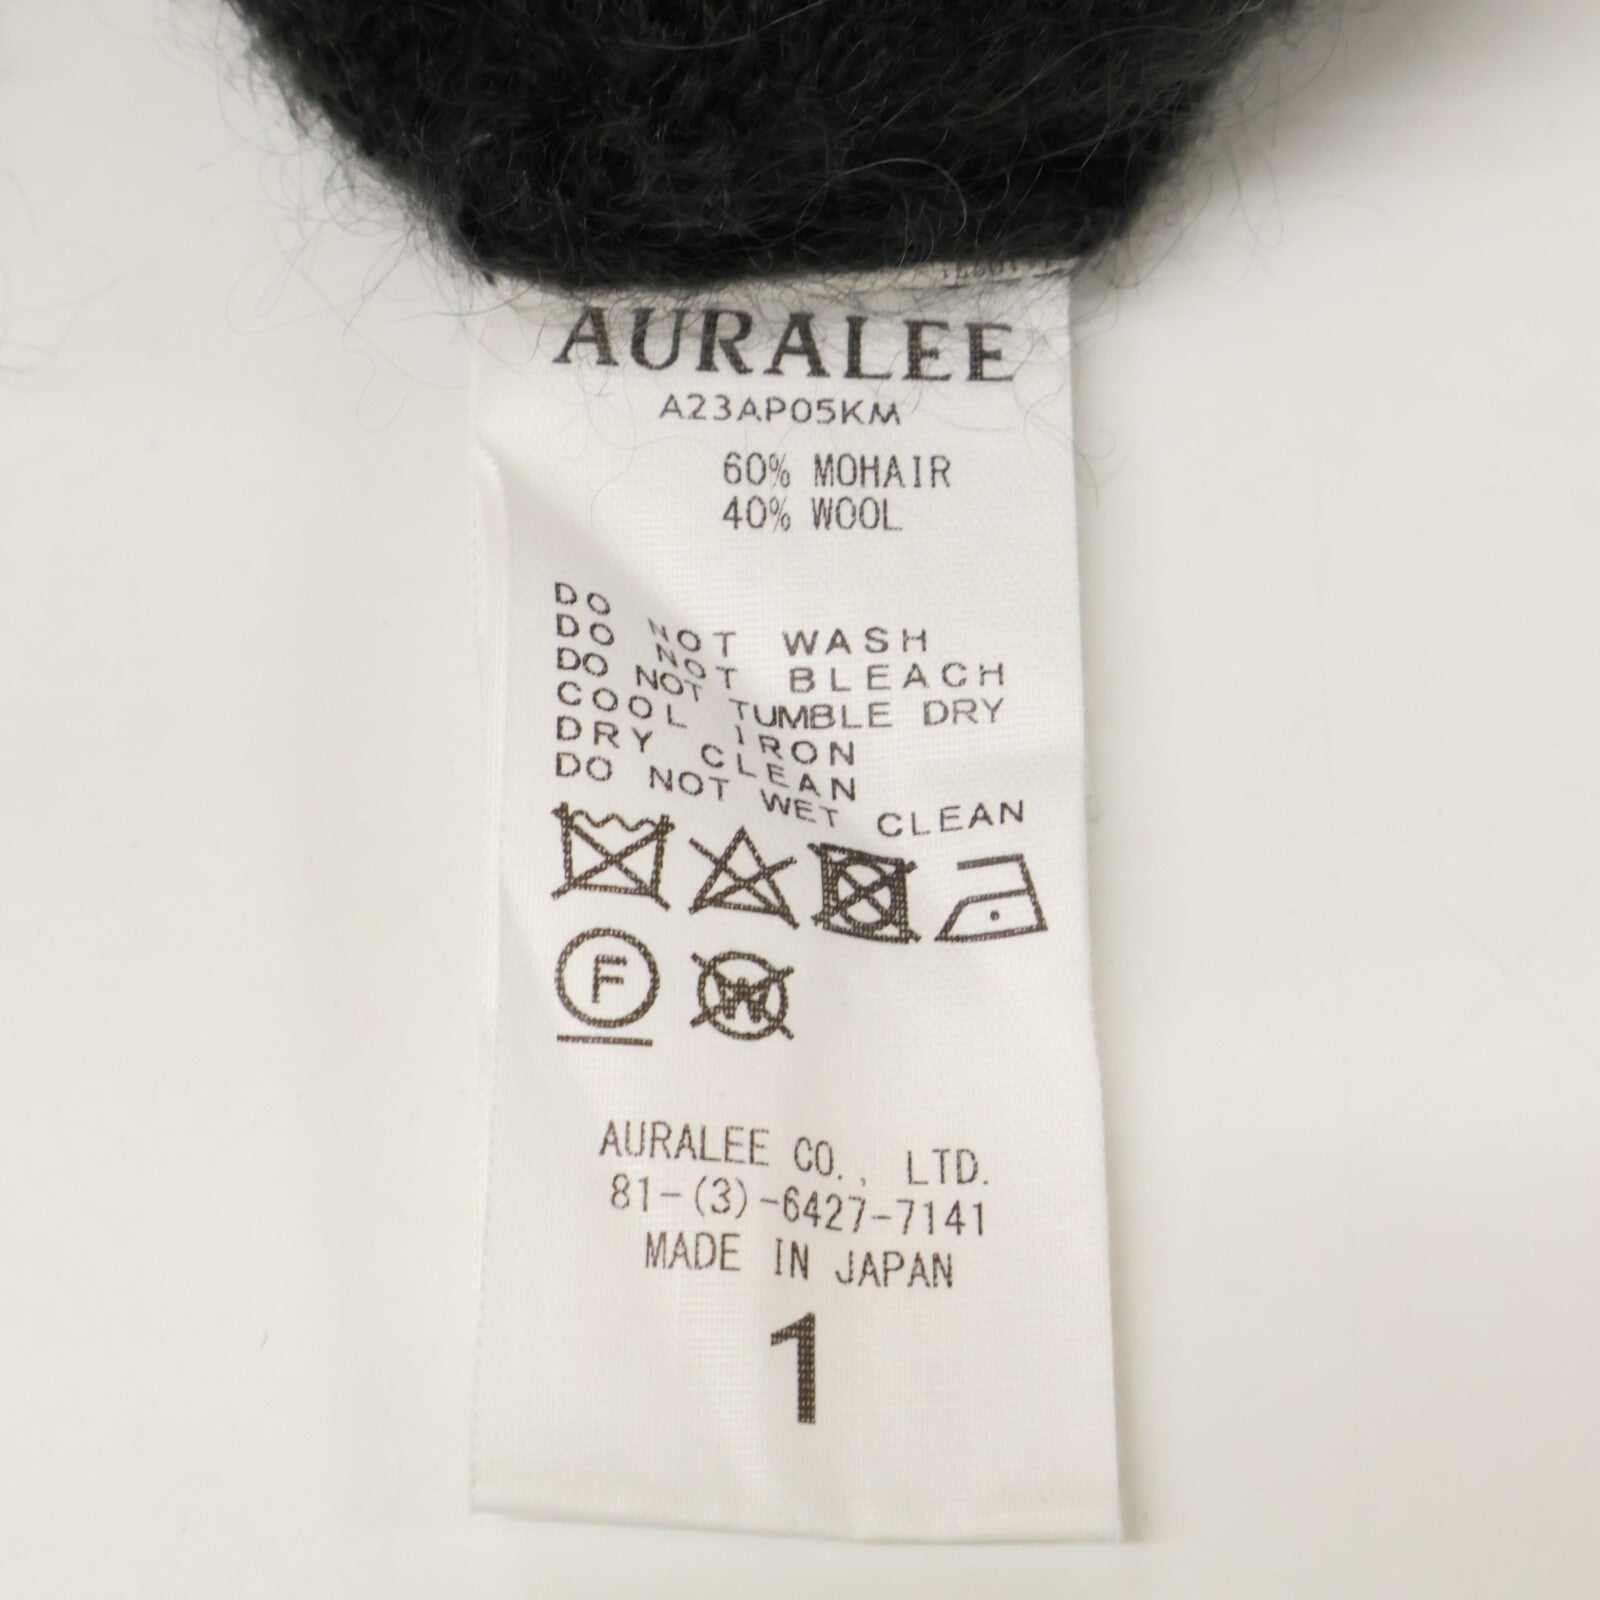 AURALEE
A23AP05KM
60% MOHAIR
40% WOOL
DO NOT WASH
DO NOT BLEACH
DO NOT TUMBLE DRY
COOL IRON
DRY CLEAN
DO NOT WET CLEAN
F W
AURALEE CO., LTD.
81-(3)-6427-7141
MADE IN JAPAN
1